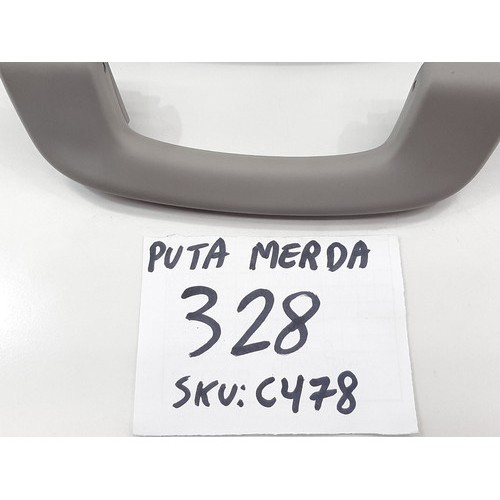 PUTA MERDA
328
SKU: C478